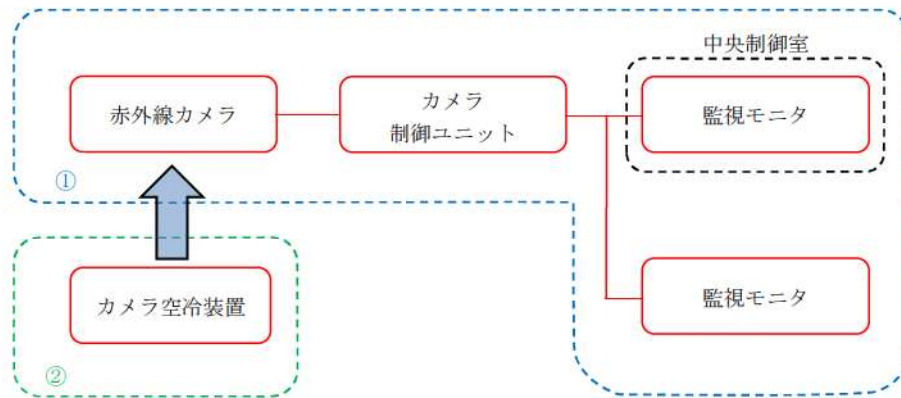 中央制御室
赤外線カメラ
カメラ
制御ユニット
監視モニタ
①
監視モニタ
カメラ空冷装置
②